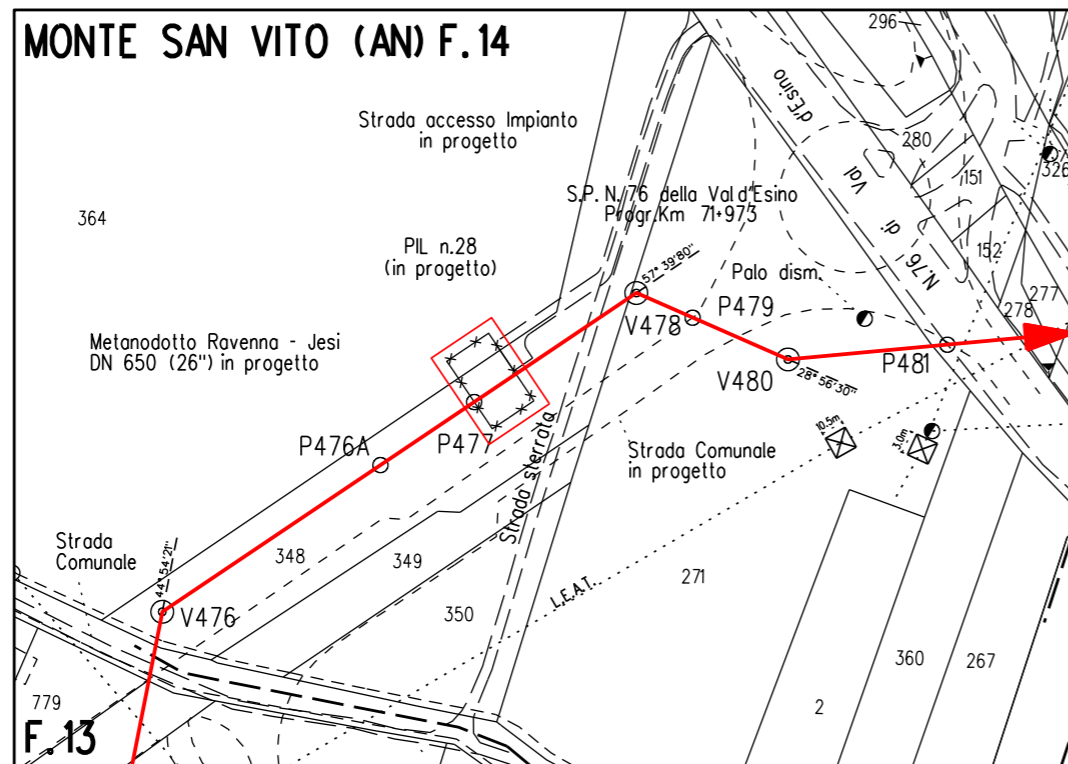 MONTE SAN VITO (AN) F.14
296
d'Esino
Strada accesso Impianto
in progetto
280
326
151
Val
S.P. N.76 della Val d'Esino
Progr.Km 71+973
364
di
PIL n.28
(in progetto)
152
57° 39'80''
Palo dism.
N.76
277
278
P479
V478
Metanodotto Ravenna - Jesi
DN 650 (26") in progetto
P481
V480
28° 56'30''
10.5m
3.0m
P476A
P477
Strada Comunale
in progetto
Strada sterrata
Strada
Comunale
44° 54'21''
348
349
271
L.E.A.T.
V476
350
360
267
779
2
F.13